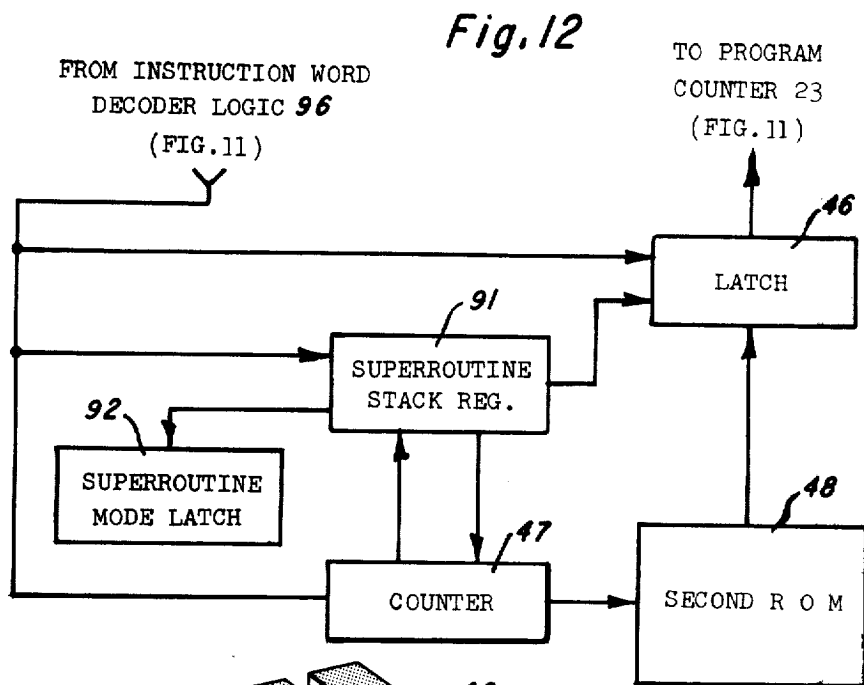 Fig. 12
FROM INSTRUCTION WORD
DECODER LOGIC 96
(FIG. 11)
TO PROGRAM
COUNTER 23
(FIG. 11)
46
LATCH
91
SUPERROUTINE
STACK REG.
92
SUPERROUTINE
MODE LATCH
47
COUNTER
48
SECOND R O M